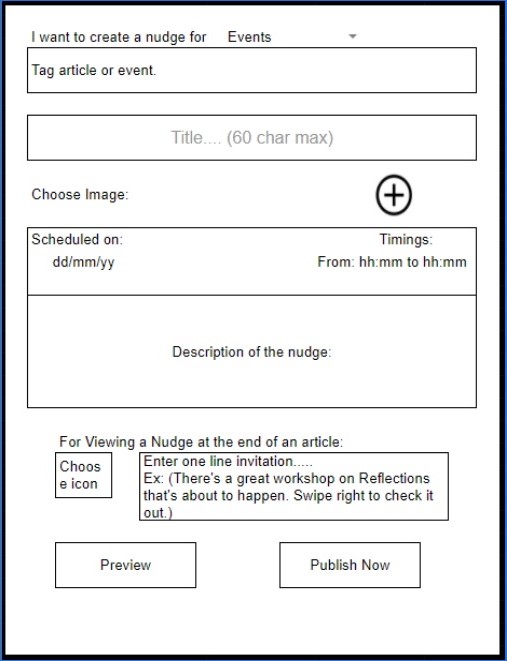 I want to create a nudge for Events
Tag article or event.
Title.... (60 char max)
Choose Image:
Scheduled on: Timings:
dd/mm/yy From: hh:mm to hh:mm
Description of the nudge:
For Viewing a Nudge at the end of an article:
Choos
e icon
Enter one line invitation.....
Ex: (There's a great workshop on Reflections
that's about to happen. Swipe right to check it
out.)
Preview Publish Now